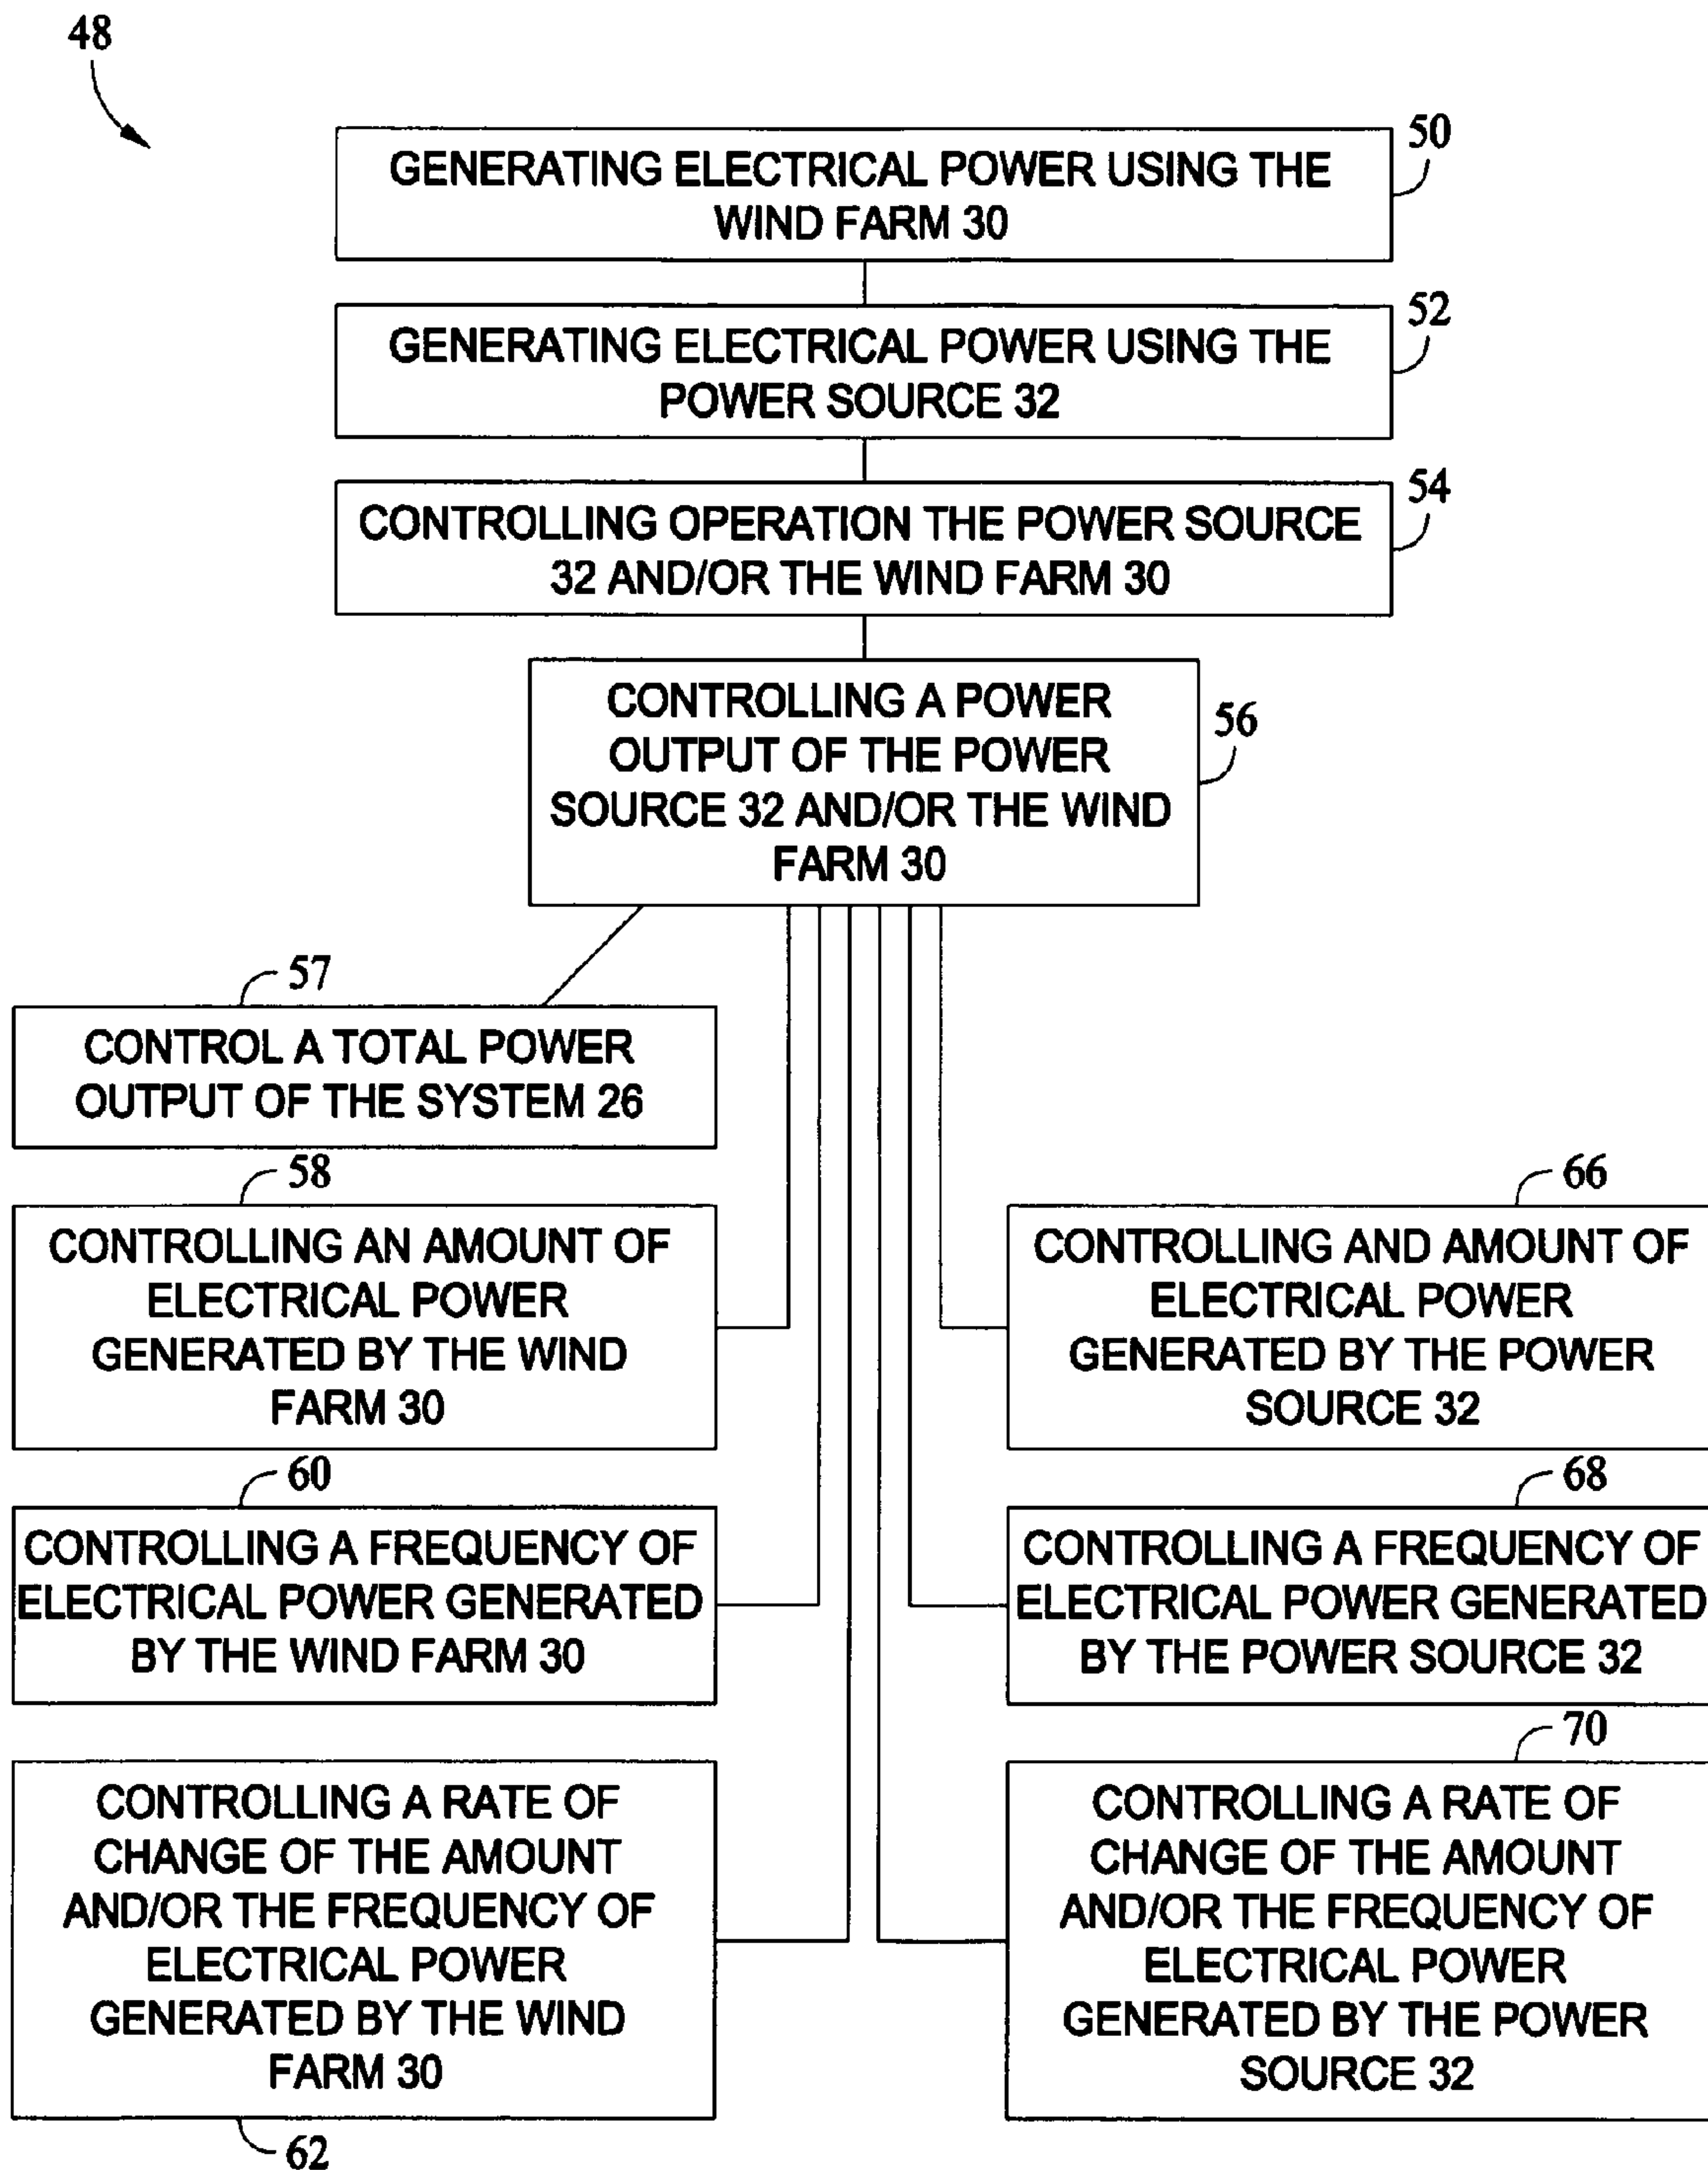 48
50
GENERATING ELECTRICAL POWER USING THE
WIND FARM 30
52
GENERATING ELECTRICAL POWER USING THE
POWER SOURCE 32
54
CONTROLLING OPERATION THE POWER SOURCE
32 AND/OR THE WIND FARM 30
56
CONTROLLING A POWER
OUTPUT OF THE POWER
SOURCE 32 AND/OR THE WIND
FARM 30
57
CONTROL A TOTAL POWER
OUTPUT OF THE SYSTEM 26
58
CONTROLLING AN AMOUNT OF
ELECTRICAL POWER
GENERATED BY THE WIND
FARM 30
66
CONTROLLING AND AMOUNT OF
ELECTRICAL POWER
GENERATED BY THE POWER
SOURCE 32
60
CONTROLLING A FREQUENCY OF
ELECTRICAL POWER GENERATED
BY THE WIND FARM 30
68
CONTROLLING A FREQUENCY OF
ELECTRICAL POWER GENERATED
BY THE POWER SOURCE 32
CONTROLLING A RATE OF
CHANGE OF THE AMOUNT
AND/OR THE FREQUENCY OF
ELECTRICAL POWER
GENERATED BY THE WIND
FARM 30
62
70
CONTROLLING A RATE OF
CHANGE OF THE AMOUNT
AND/OR THE FREQUENCY OF
ELECTRICAL POWER
GENERATED BY THE POWER
SOURCE 32